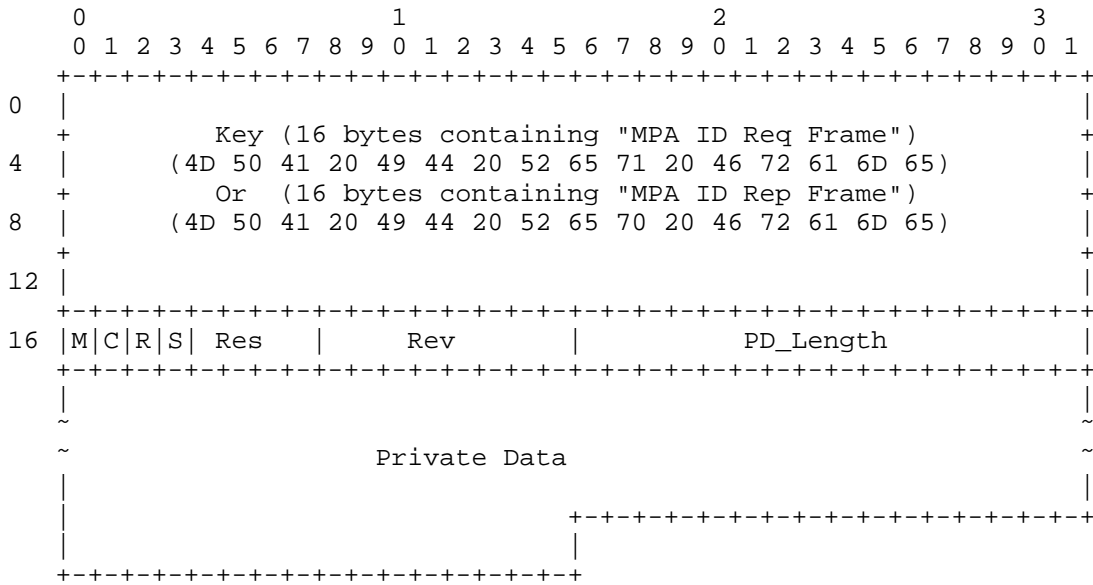 0                   1                   2                   3
0 1 2 3 4 5 6 7 8 9 0 1 2 3 4 5 6 7 8 9 0 1 2 3 4 5 6 7 8 9 0 1
+-+-+-+-+-+-+-+-+-+-+-+-+-+-+-+-+-+-+-+-+-+-+-+-+-+-+-+-+-+-+-+-+
0  |                                                               |
+         Key (16 bytes containing "MPA ID Req Frame")          +
4  |      (4D 50 41 20 49 44 20 52 65 71 20 46 72 61 6D 65)        |
+         Or  (16 bytes containing "MPA ID Rep Frame")          +
8  |      (4D 50 41 20 49 44 20 52 65 70 20 46 72 61 6D 65)        |
+                                                               +
12 |                                                               |
+-+-+-+-+-+-+-+-+-+-+-+-+-+-+-+-+-+-+-+-+-+-+-+-+-+-+-+-+-+-+-+-+
16 |M|C|R|S| Res   |     Rev       |          PD_Length            |
+-+-+-+-+-+-+-+-+-+-+-+-+-+-+-+-+-+-+-+-+-+-+-+-+-+-+-+-+-+-+-+-+
|                                                               |
~                                                               ~
~                   Private Data                                ~
|                                                               |
|                               +-+-+-+-+-+-+-+-+-+-+-+-+-+-+-+-+
|                               |
+-+-+-+-+-+-+-+-+-+-+-+-+-+-+-+-+